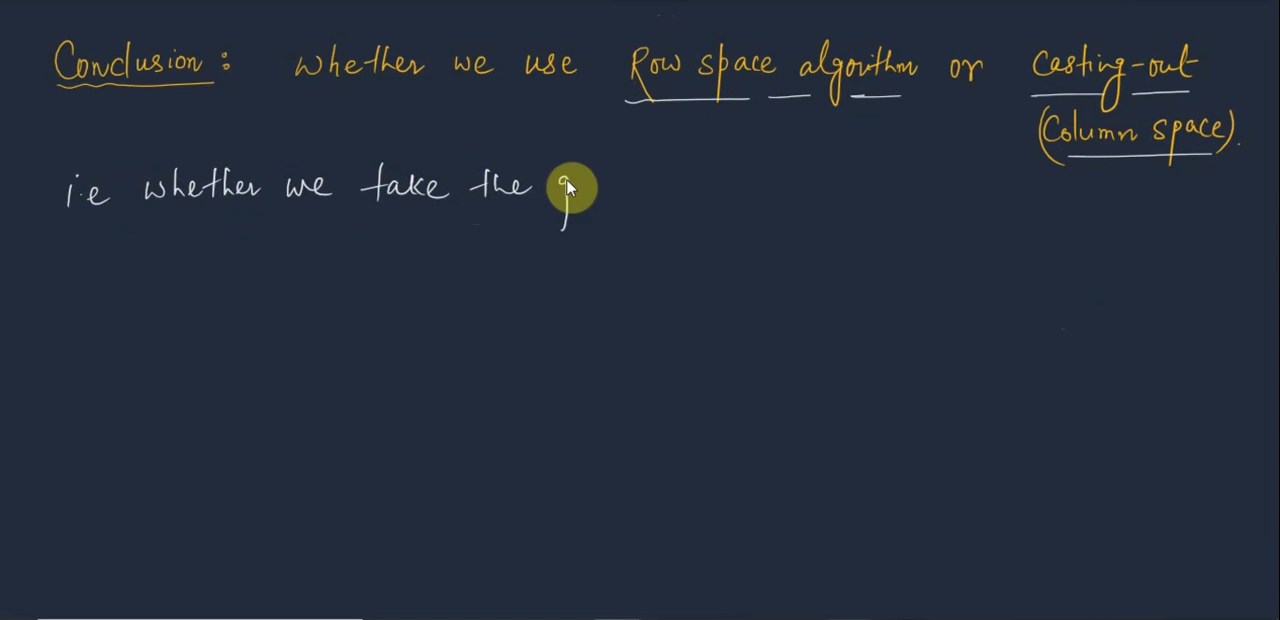 Conclusion: whether we use Row space algorithm or Casting-out
(Column space).
i.e whether we take the